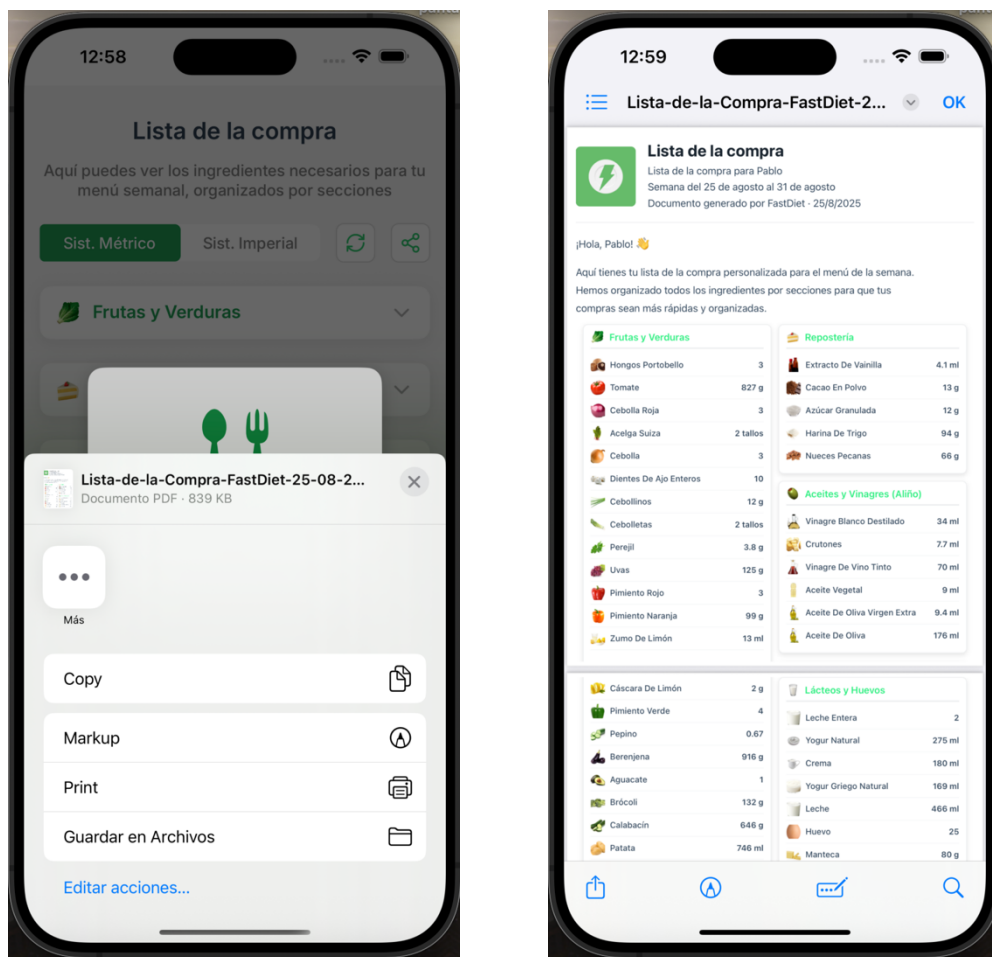 12:58
Lista de la compra
Aquí puedes ver los ingredientes necesarios para tu
menú semanal, organizados por secciones
Sist. Métrico
Sist. Imperial
Frutas y Verduras
Lista-de-la-Compra-FastDiet-25-08-2...
Documento PDF · 839 KB
Más
Copy
Markup
Print
Guardar en Archivos
Editar acciones...
12:59
Lista-de-la-Compra-FastDiet-2...
OK
Lista de la compra
Lista de la compra para Pablo
Semana del 25 de agosto al 31 de agosto
Documento generado por FastDiet · 25/8/2025
¡Hola, Pablo! 👋
Aquí tienes tu lista de la compra personalizada para el menú de la semana.
Hemos organizado todos los ingredientes por secciones para que tus
compras sean más rápidas y organizadas.
Frutas y Verduras
Hongos Portobello 3
Tomate 827 g
Cebolla Roja 3
Acelga Suiza 2 tallos
Cebolla 3
Dientes De Ajo Enteros 10
Cebollinos 12 g
Cebolletas 2 tallos
Perejil 3.8 g
Uvas 125 g
Pimiento Rojo 3
Pimiento Naranja 99 g
Zumo De Limón 13 ml
Repostería
Extracto De Vainilla 4.1 ml
Cacao En Polvo 13 g
Azúcar Granulada 12 g
Harina De Trigo 94 g
Nueces Pecanas 66 g
Aceites y Vinagres (Aliño)
Vinagre Blanco Destilado 34 ml
Crutones 7.7 ml
Vinagre De Vino Tinto 70 ml
Aceite Vegetal 9 ml
Aceite De Oliva Virgen Extra 9.4 ml
Aceite De Oliva 176 ml
Cáscara De Limón 2 g
Pimiento Verde 4
Pepino 0.67
Berenjena 916 g
Aguacate 1
Brócoli 132 g
Calabacín 646 g
Patata 746 ml
Lácteos y Huevos
Leche Entera 2
Yogur Natural 275 ml
Crema 180 ml
Yogur Griego Natural 169 ml
Leche 466 ml
Huevo 25
Manteca 80 g